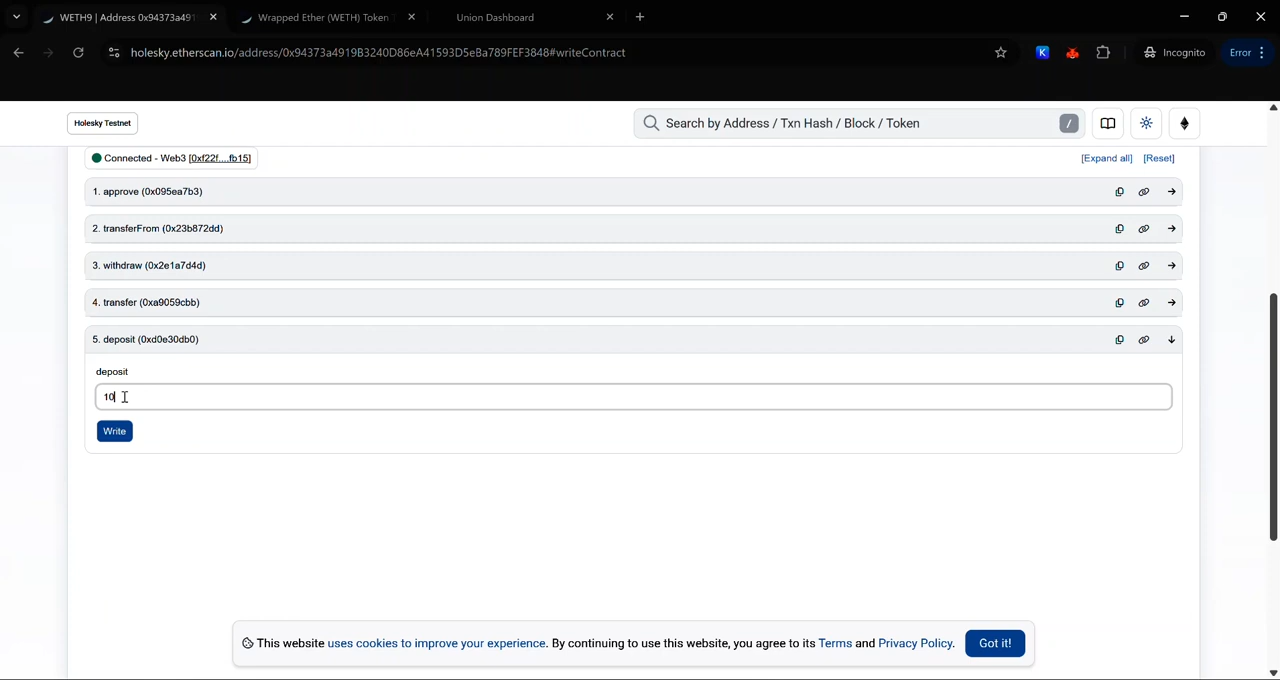 WETH9 | Address 0x94373a491
Wrapped Ether (WETH) Token
Union Dashboard
holesky.etherscan.io/address/0x94373a4919B3240D86eA41593D5eBa789FEF3848#writeContract
K
Incognito
Error
Holesky Testnet
Search by Address / Txn Hash / Block / Token
/
Connected - Web3 [0xf22f....fb15]
[Expand all] [Reset]
1. approve (0x095ea7b3)
2. transferFrom (0x23b872dd)
3. withdraw (0x2e1a7d4d)
4. transfer (0xa9059cbb)
5. deposit (0xd0e30db0)
deposit
10
Write
This website uses cookies to improve your experience. By continuing to use this website, you agree to its Terms and Privacy Policy.
Got it!